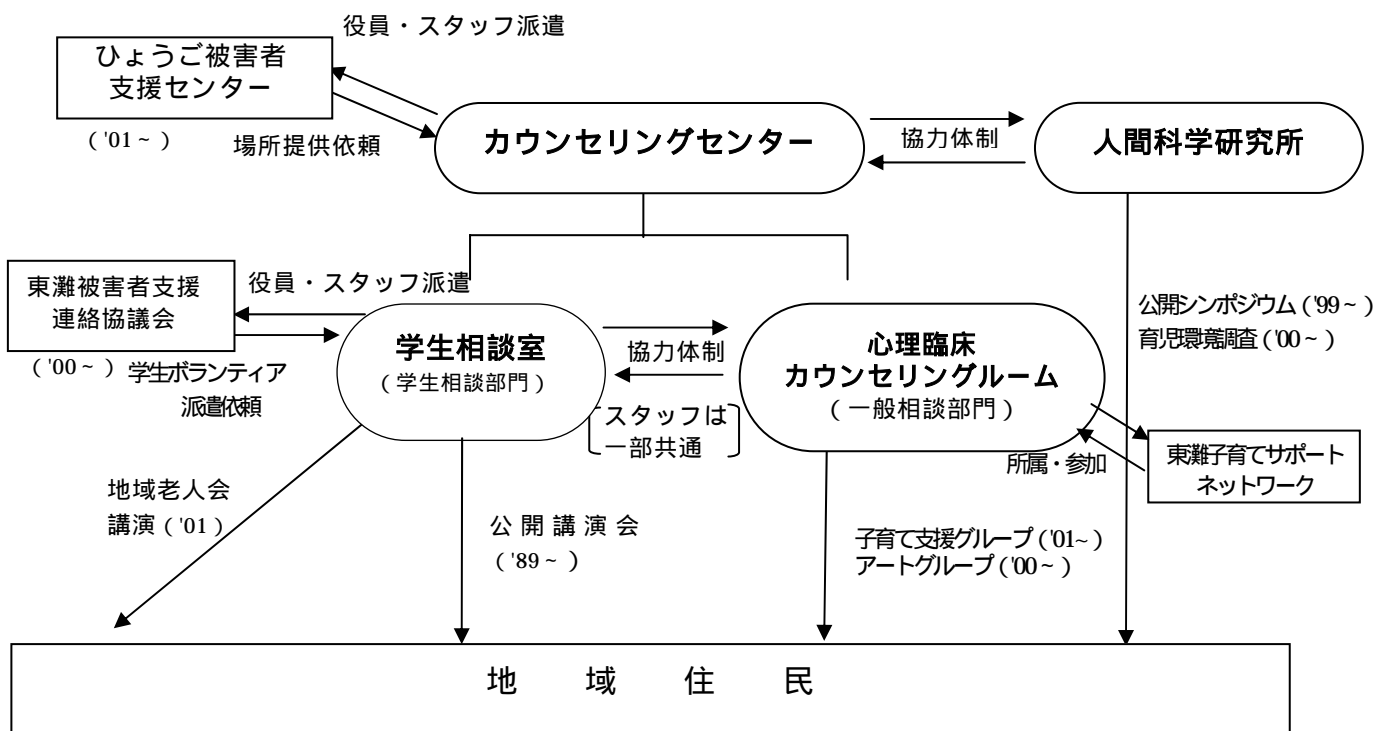 役員・スタッフ派遣
ひょうご被害者
支援センター
('01~)
場所提供依頼
カウンセリングセンター
協力体制
人間科学研究所
東灘被害者支援
連絡協議会
('00~)
役員・スタッフ派遣
学生ボランティア
派遣依頼
学生相談室
(学生相談部門)
協力体制
スタッフは
一部共通
心理臨床
カウンセリングルーム
(一般相談部門)
公開シンポジウム('99~)
育児環境調査('00~)
所属・参加
東灘子育てサポート
ネットワーク
地域老人会
講演('01)
公開講演会
('89~)
子育て支援グループ('01~)
アートグループ('00~)
地域住民